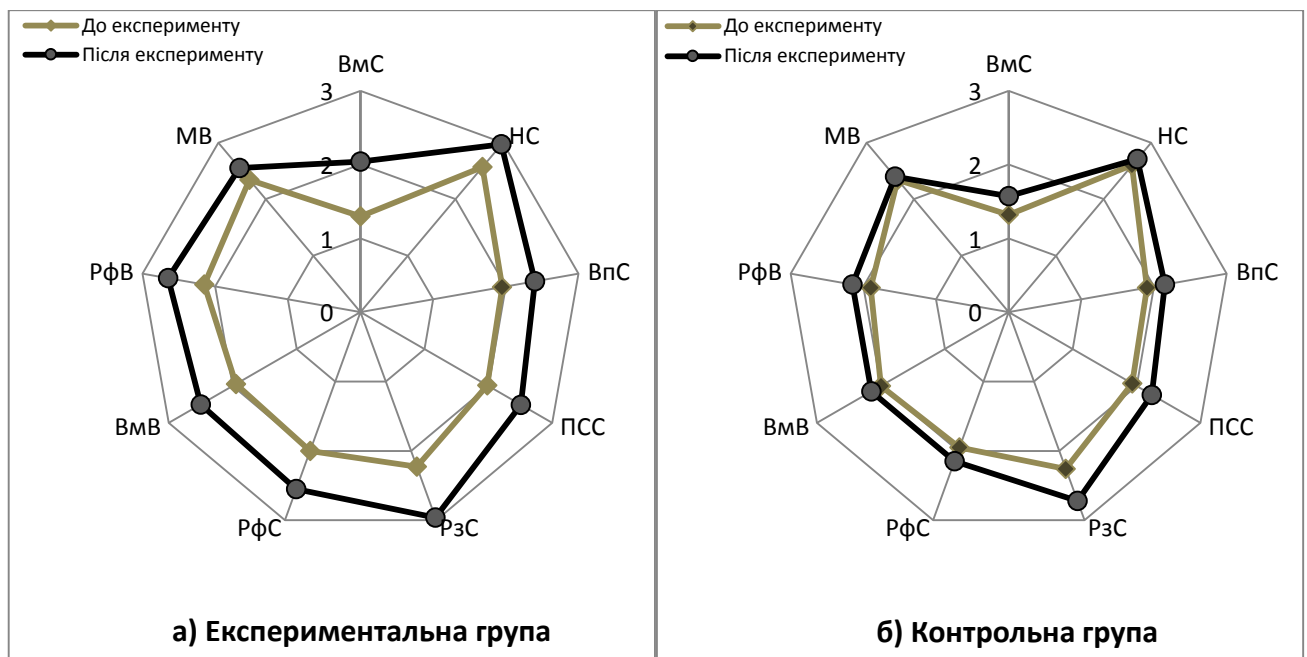 До експерименту
Після експерименту
ВмС
3
МВ
НС
2
1
РфВ
ВпС
0
ВмВ
ПСС
РфС
РзС
а) Експериментальна група
До експерименту
Після експерименту
ВмС
3
МВ
НС
2
1
РфВ
ВпС
0
ВмВ
ПСС
РфС
РзС
б) Контрольна група